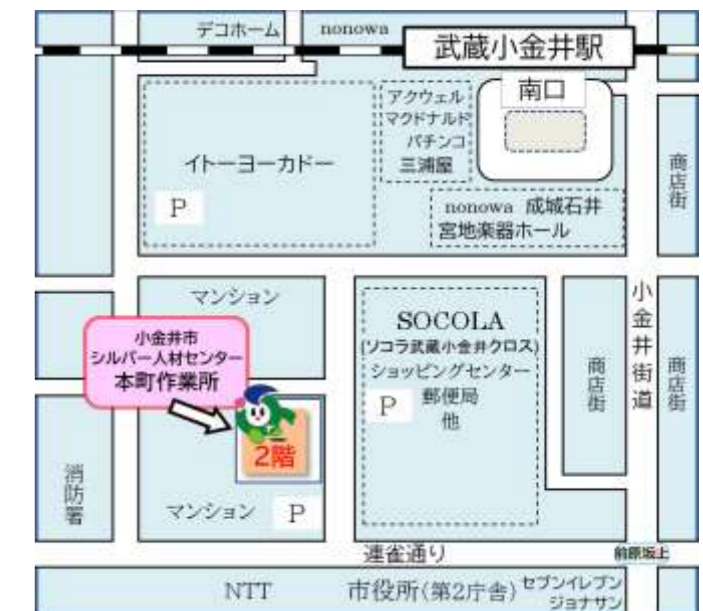 デコホーム
nonowa
武蔵小金井駅
南口
アクウェル
マクドナルド
パチンコ
三浦屋
イトーヨーカドー
P
nonowa 成城石井
宮地楽器ホール
商店街
マンション
SOCOLA
(ソコラ武蔵小金井クロス)
ショッピングセンター
郵便局
他
P
小金井街道
商店街
商店街
小金井市
シルバー人材センター
本町作業所
2階
消防署
マンション
P
連雀通り
前原坂上
NTT
市役所(第2庁舎)
セブンイレブン
ジョナサン